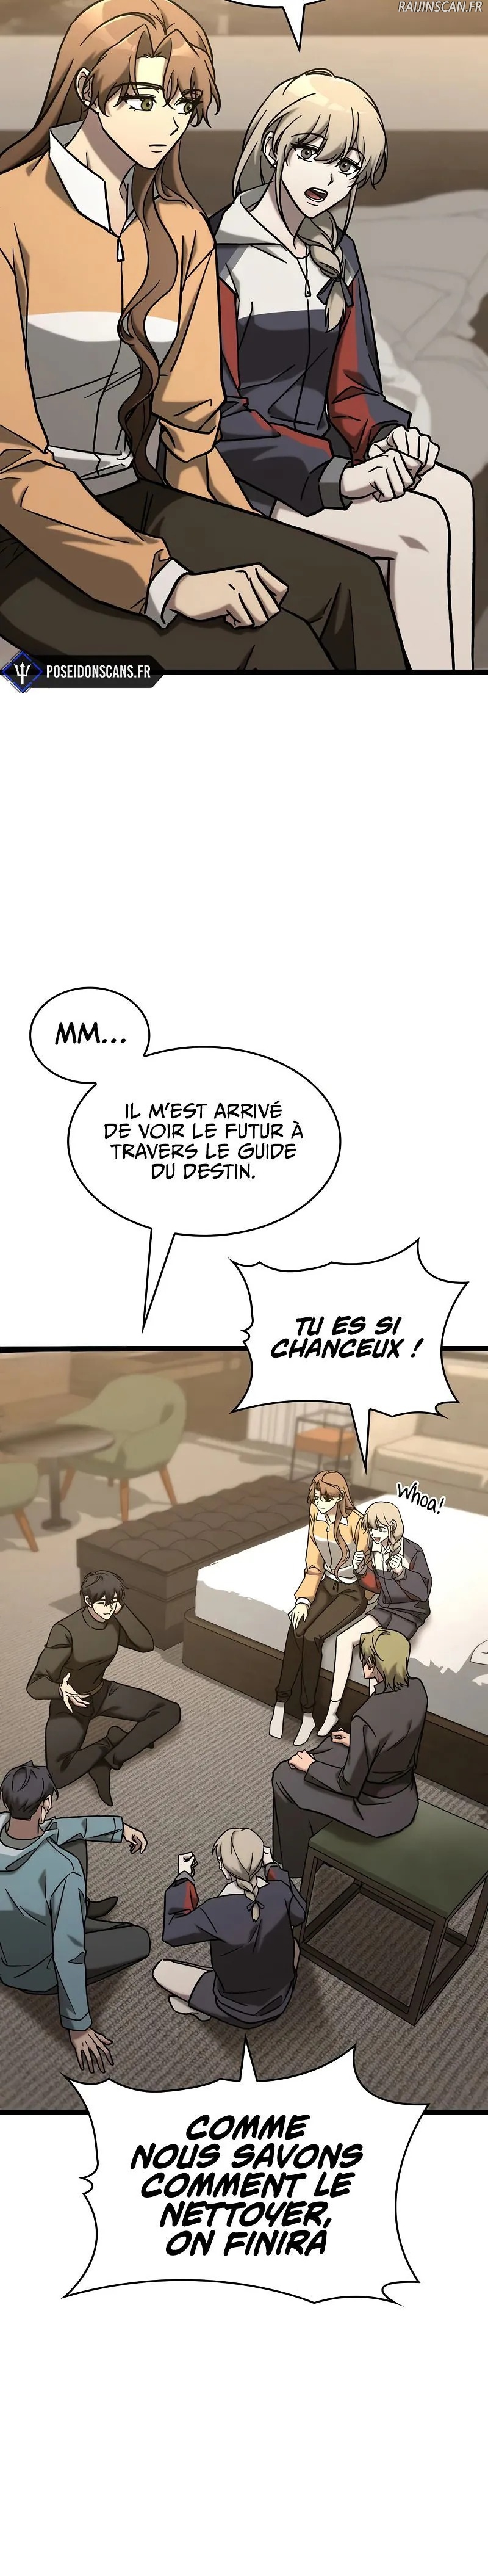 RAIJINSCAN.FR
POSEIDONSCANS.FR
MM...
IL M'EST ARRIVÉ
DE VOIR LE FUTUR À
TRAVERS LE GUIDE
DU DESTIN.
TU ES SI
CHANCEUX !
Whoa!
COMME
NOUS SAVONS
COMMENT LE
NETTOYER,
ON FINIRA